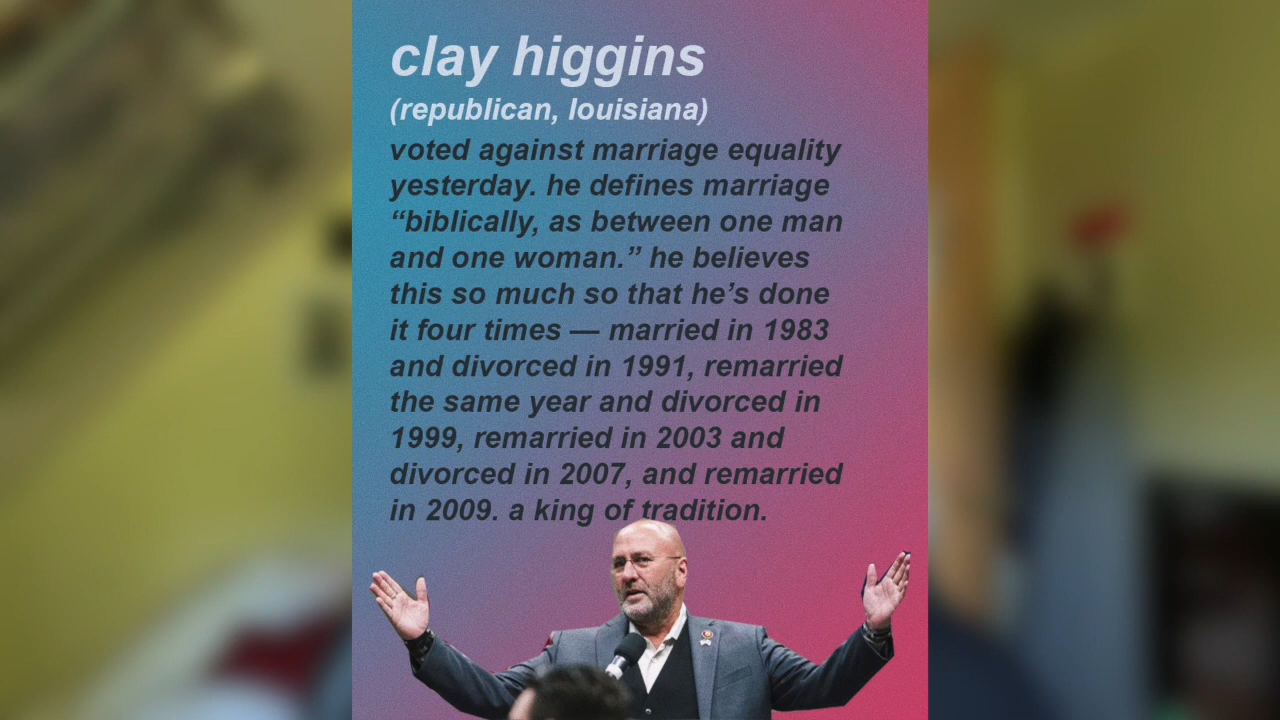 clay higgins
(republican, louisiana)
voted against marriage equality
yesterday. he defines marriage
“biblically, as between one man
and one woman.” he believes
this so much so that he’s done
it four times — married in 1983
and divorced in 1991, remarried
the same year and divorced in
1999, remarried in 2003 and
divorced in 2007, and remarried
in 2009. a king of tradition.